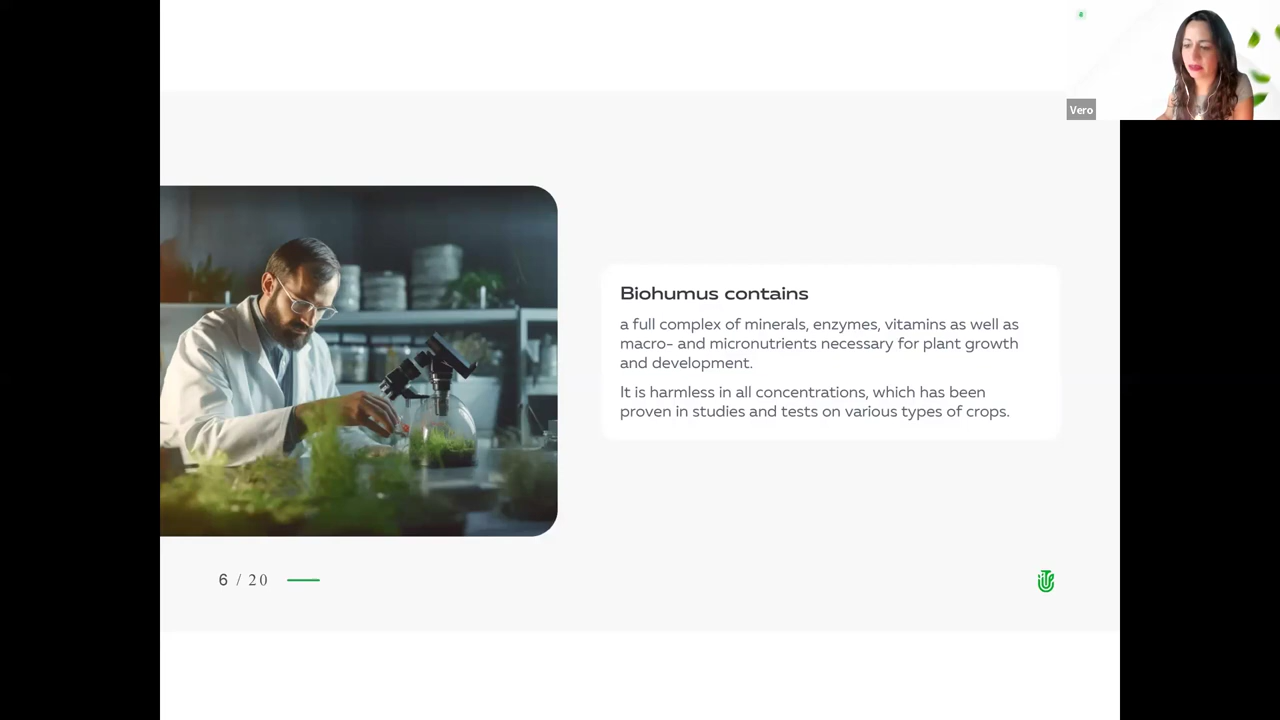 Vero
Biohumus contains
a full complex of minerals, enzymes, vitamins as well as
macro- and micronutrients necessary for plant growth
and development.
It is harmless in all concentrations, which has been
proven in studies and tests on various types of crops.
6 / 20